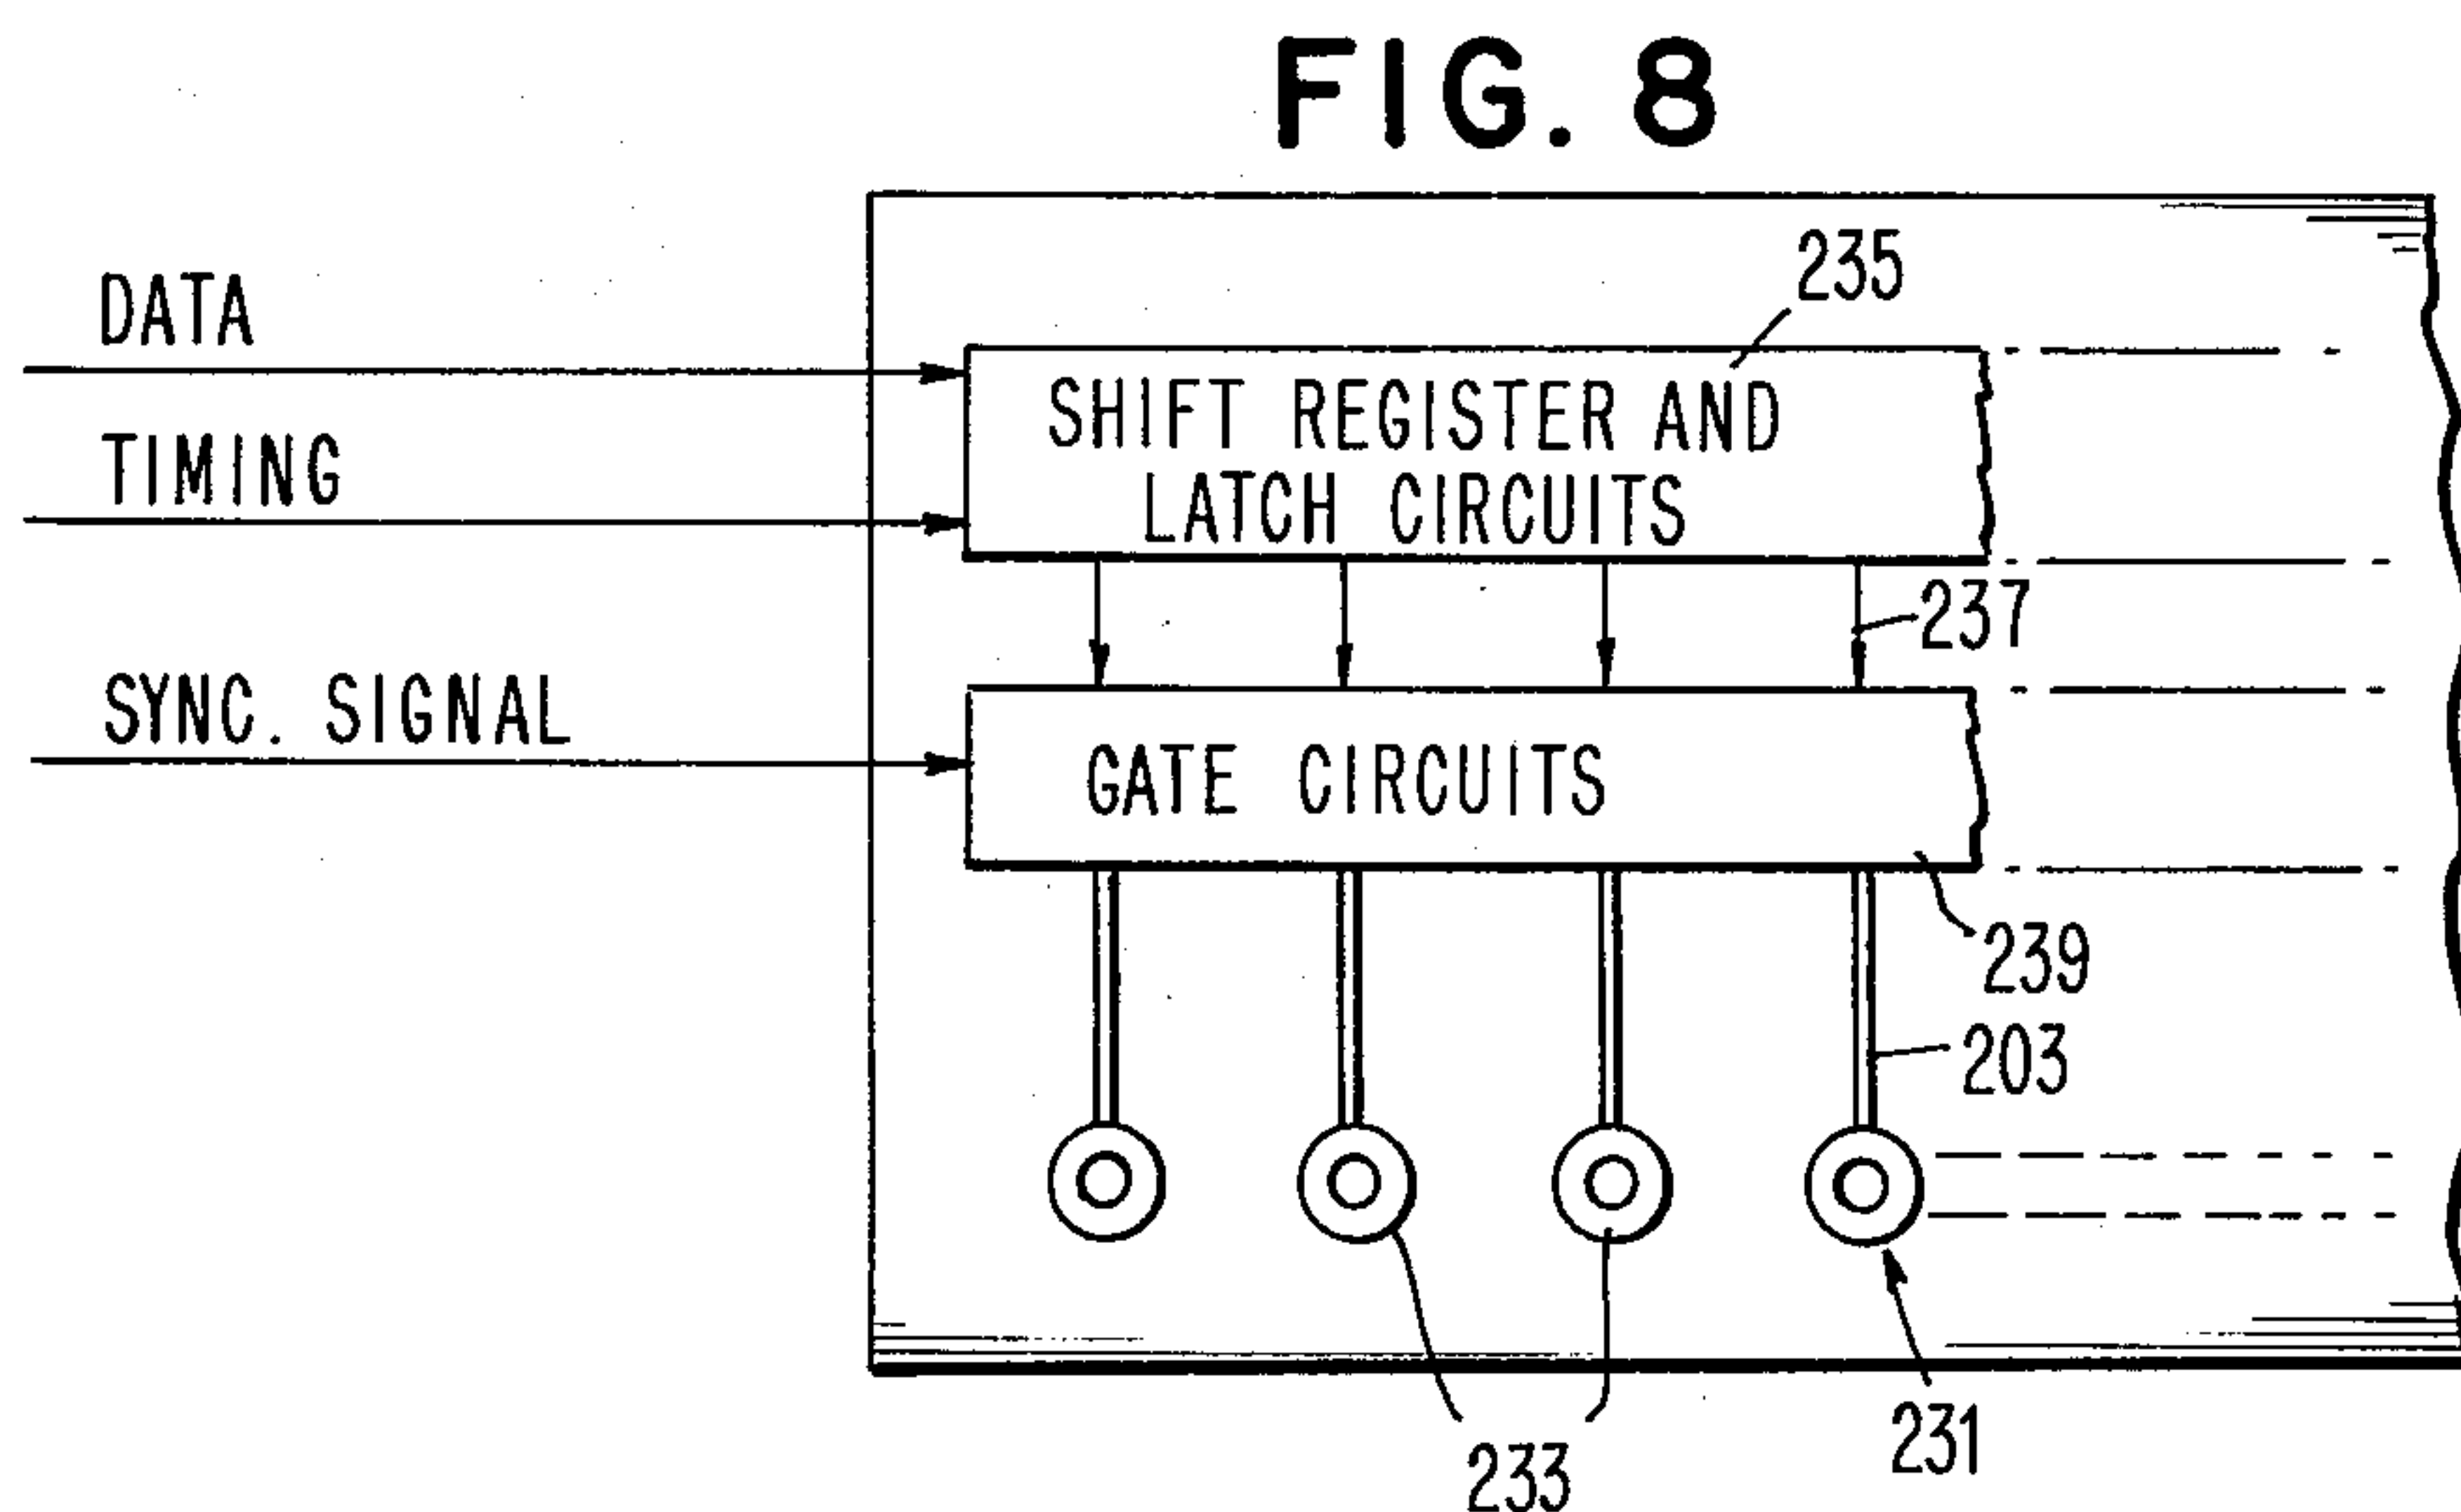 FIG. 8
235
DATA
SHIFT REGISTER AND
LATCH CIRCUITS
TIMING
237
SYNC. SIGNAL
GATE CIRCUITS
239
203
231
233